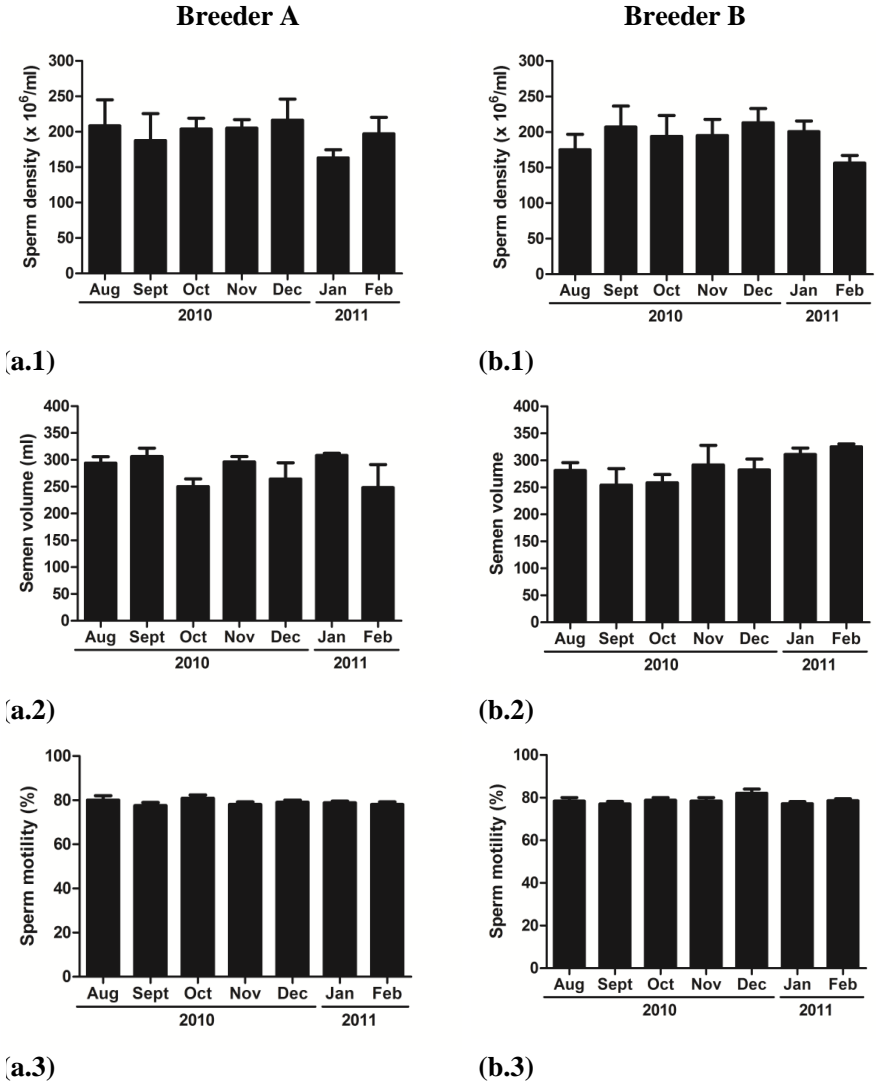 Breeder A
Breeder B
Sperm density (x 10⁶/ml)
300
250
200
150
100
50
0
Aug Sept Oct Nov Dec Jan Feb
2010 2011
Sperm density (x 10⁶/ml)
300
250
200
150
100
50
0
Aug Sept Oct Nov Dec Jan Feb
2010 2011
(a.1)
(b.1)
Semen volume (ml)
400
350
300
250
200
150
100
50
0
Aug Sept Oct Nov Dec Jan Feb
2010 2011
Semen volume
400
350
300
250
200
150
100
50
0
Aug Sept Oct Nov Dec Jan Feb
2010 2011
(a.2)
(b.2)
Sperm motility (%)
100
80
60
40
20
0
Aug Sept Oct Nov Dec Jan Feb
2010 2011
Sperm motility (%)
100
80
60
40
20
0
Aug Sept Oct Nov Dec Jan Feb
2010 2011
(a.3)
(b.3)